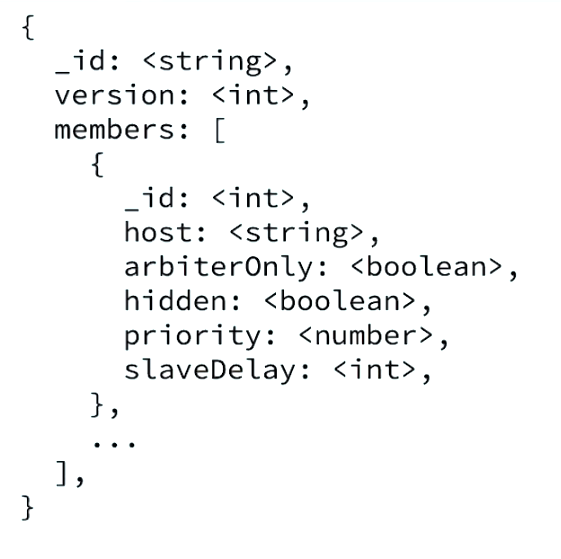 {
  _id: <string>,
  version: <int>,
  members: [
    {
      _id: <int>,
      host: <string>,
      arbiterOnly: <boolean>,
      hidden: <boolean>,
      priority: <number>,
      slaveDelay: <int>,
    },
    ...
  ],
}